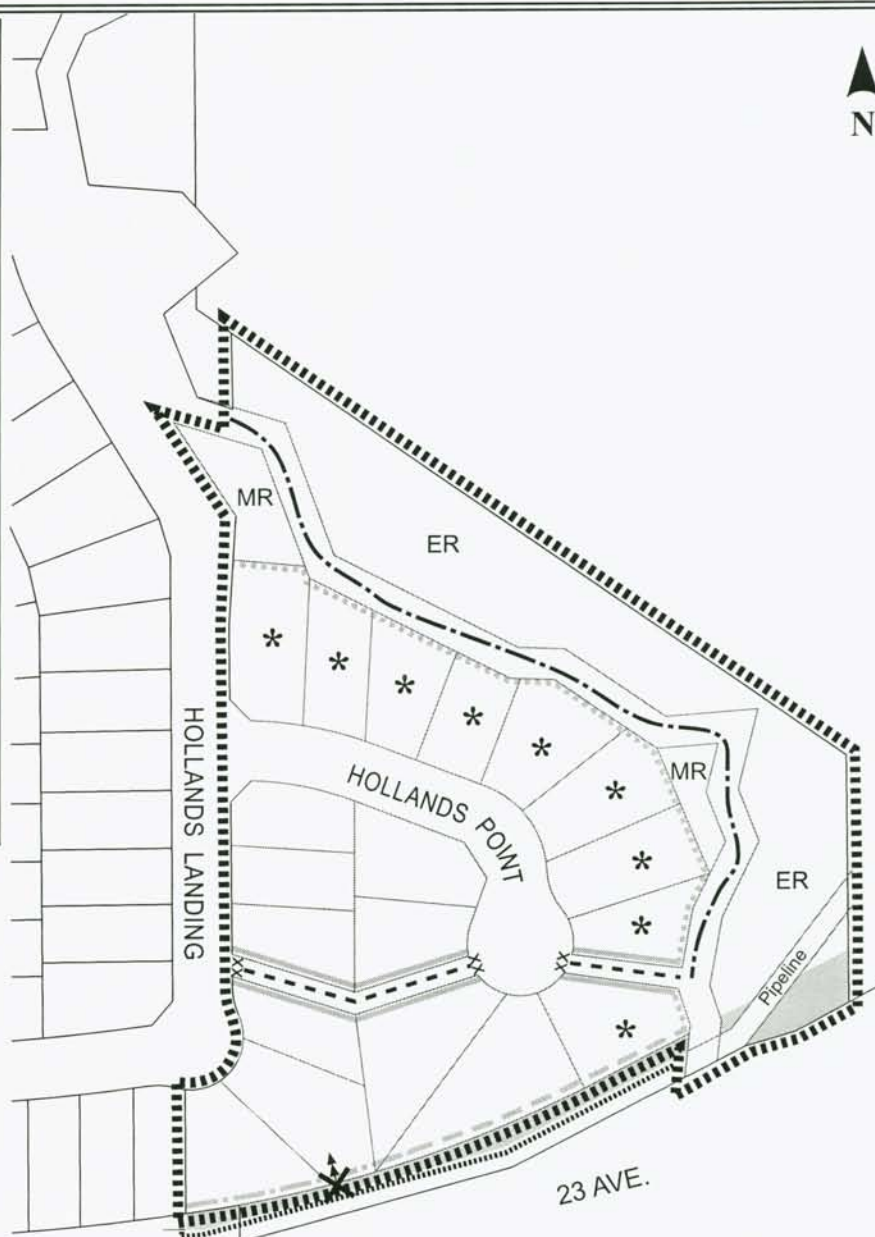 N
MR
ER
HOLLANDS LANDING
HOLLANDS POINT
MR
ER
Pipeline
23 AVE.